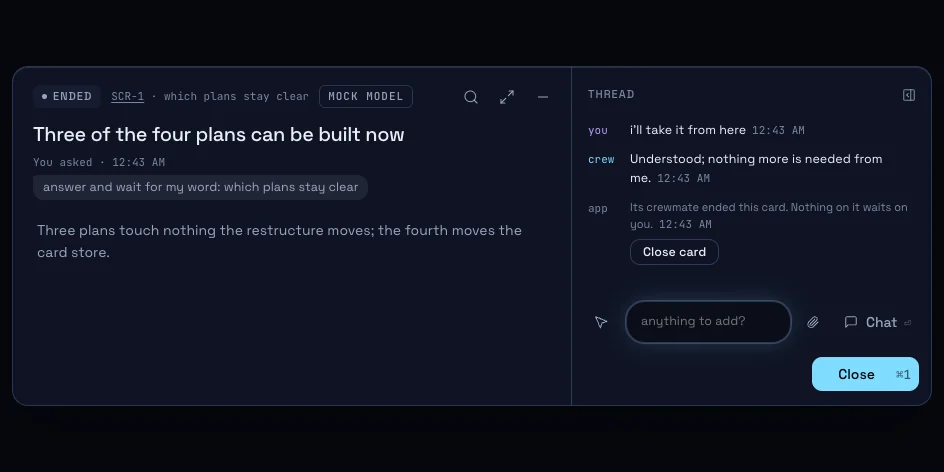 ENDED SCR-1 · which plans stay clear MOCK MODEL
Three of the four plans can be built now
You asked · 12:43 AM
answer and wait for my word: which plans stay clear
Three plans touch nothing the restructure moves; the fourth moves the
card store.
THREAD
you i'll take it from here 12:43 AM
crew Understood; nothing more is needed from
me. 12:43 AM
app Its crewmate ended this card. Nothing on it waits on
you. 12:43 AM
Close card
anything to add?
Chat ⏎
Close ⌘1